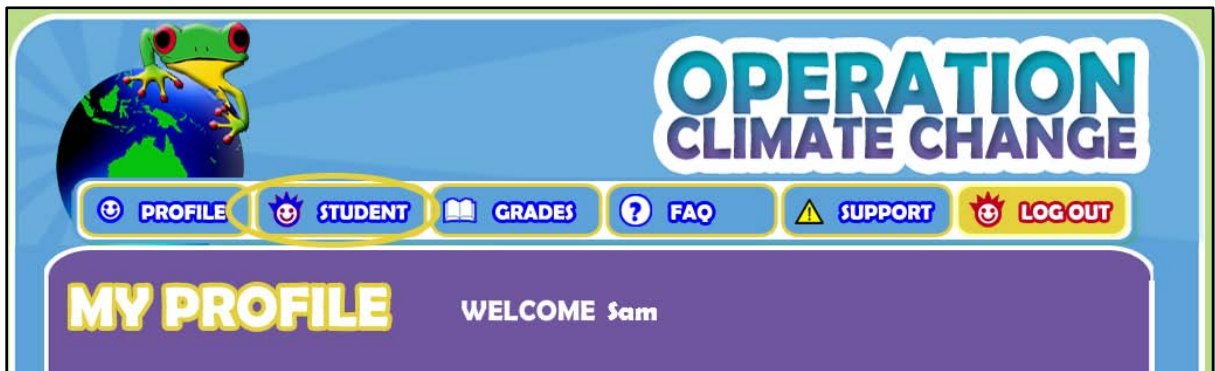 OPERATION
CLIMATE CHANGE
PROFILE STUDENT GRADES ? FAQ SUPPORT LOG OUT
MY PROFILE WELCOME Sam